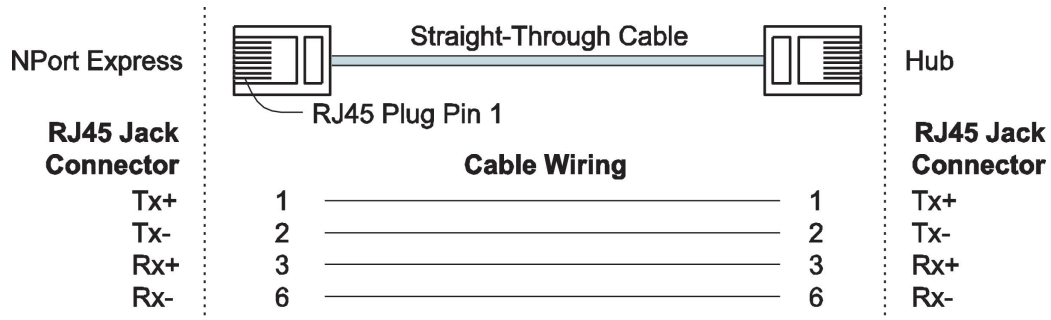 Straight-Through Cable
NPort Express
Hub
RJ45 Plug Pin 1
RJ45 Jack
Connector
Cable Wiring
RJ45 Jack
Connector
Tx+ 1 1 Tx+
Tx- 2 2 Tx-
Rx+ 3 3 Rx+
Rx- 6 6 Rx-